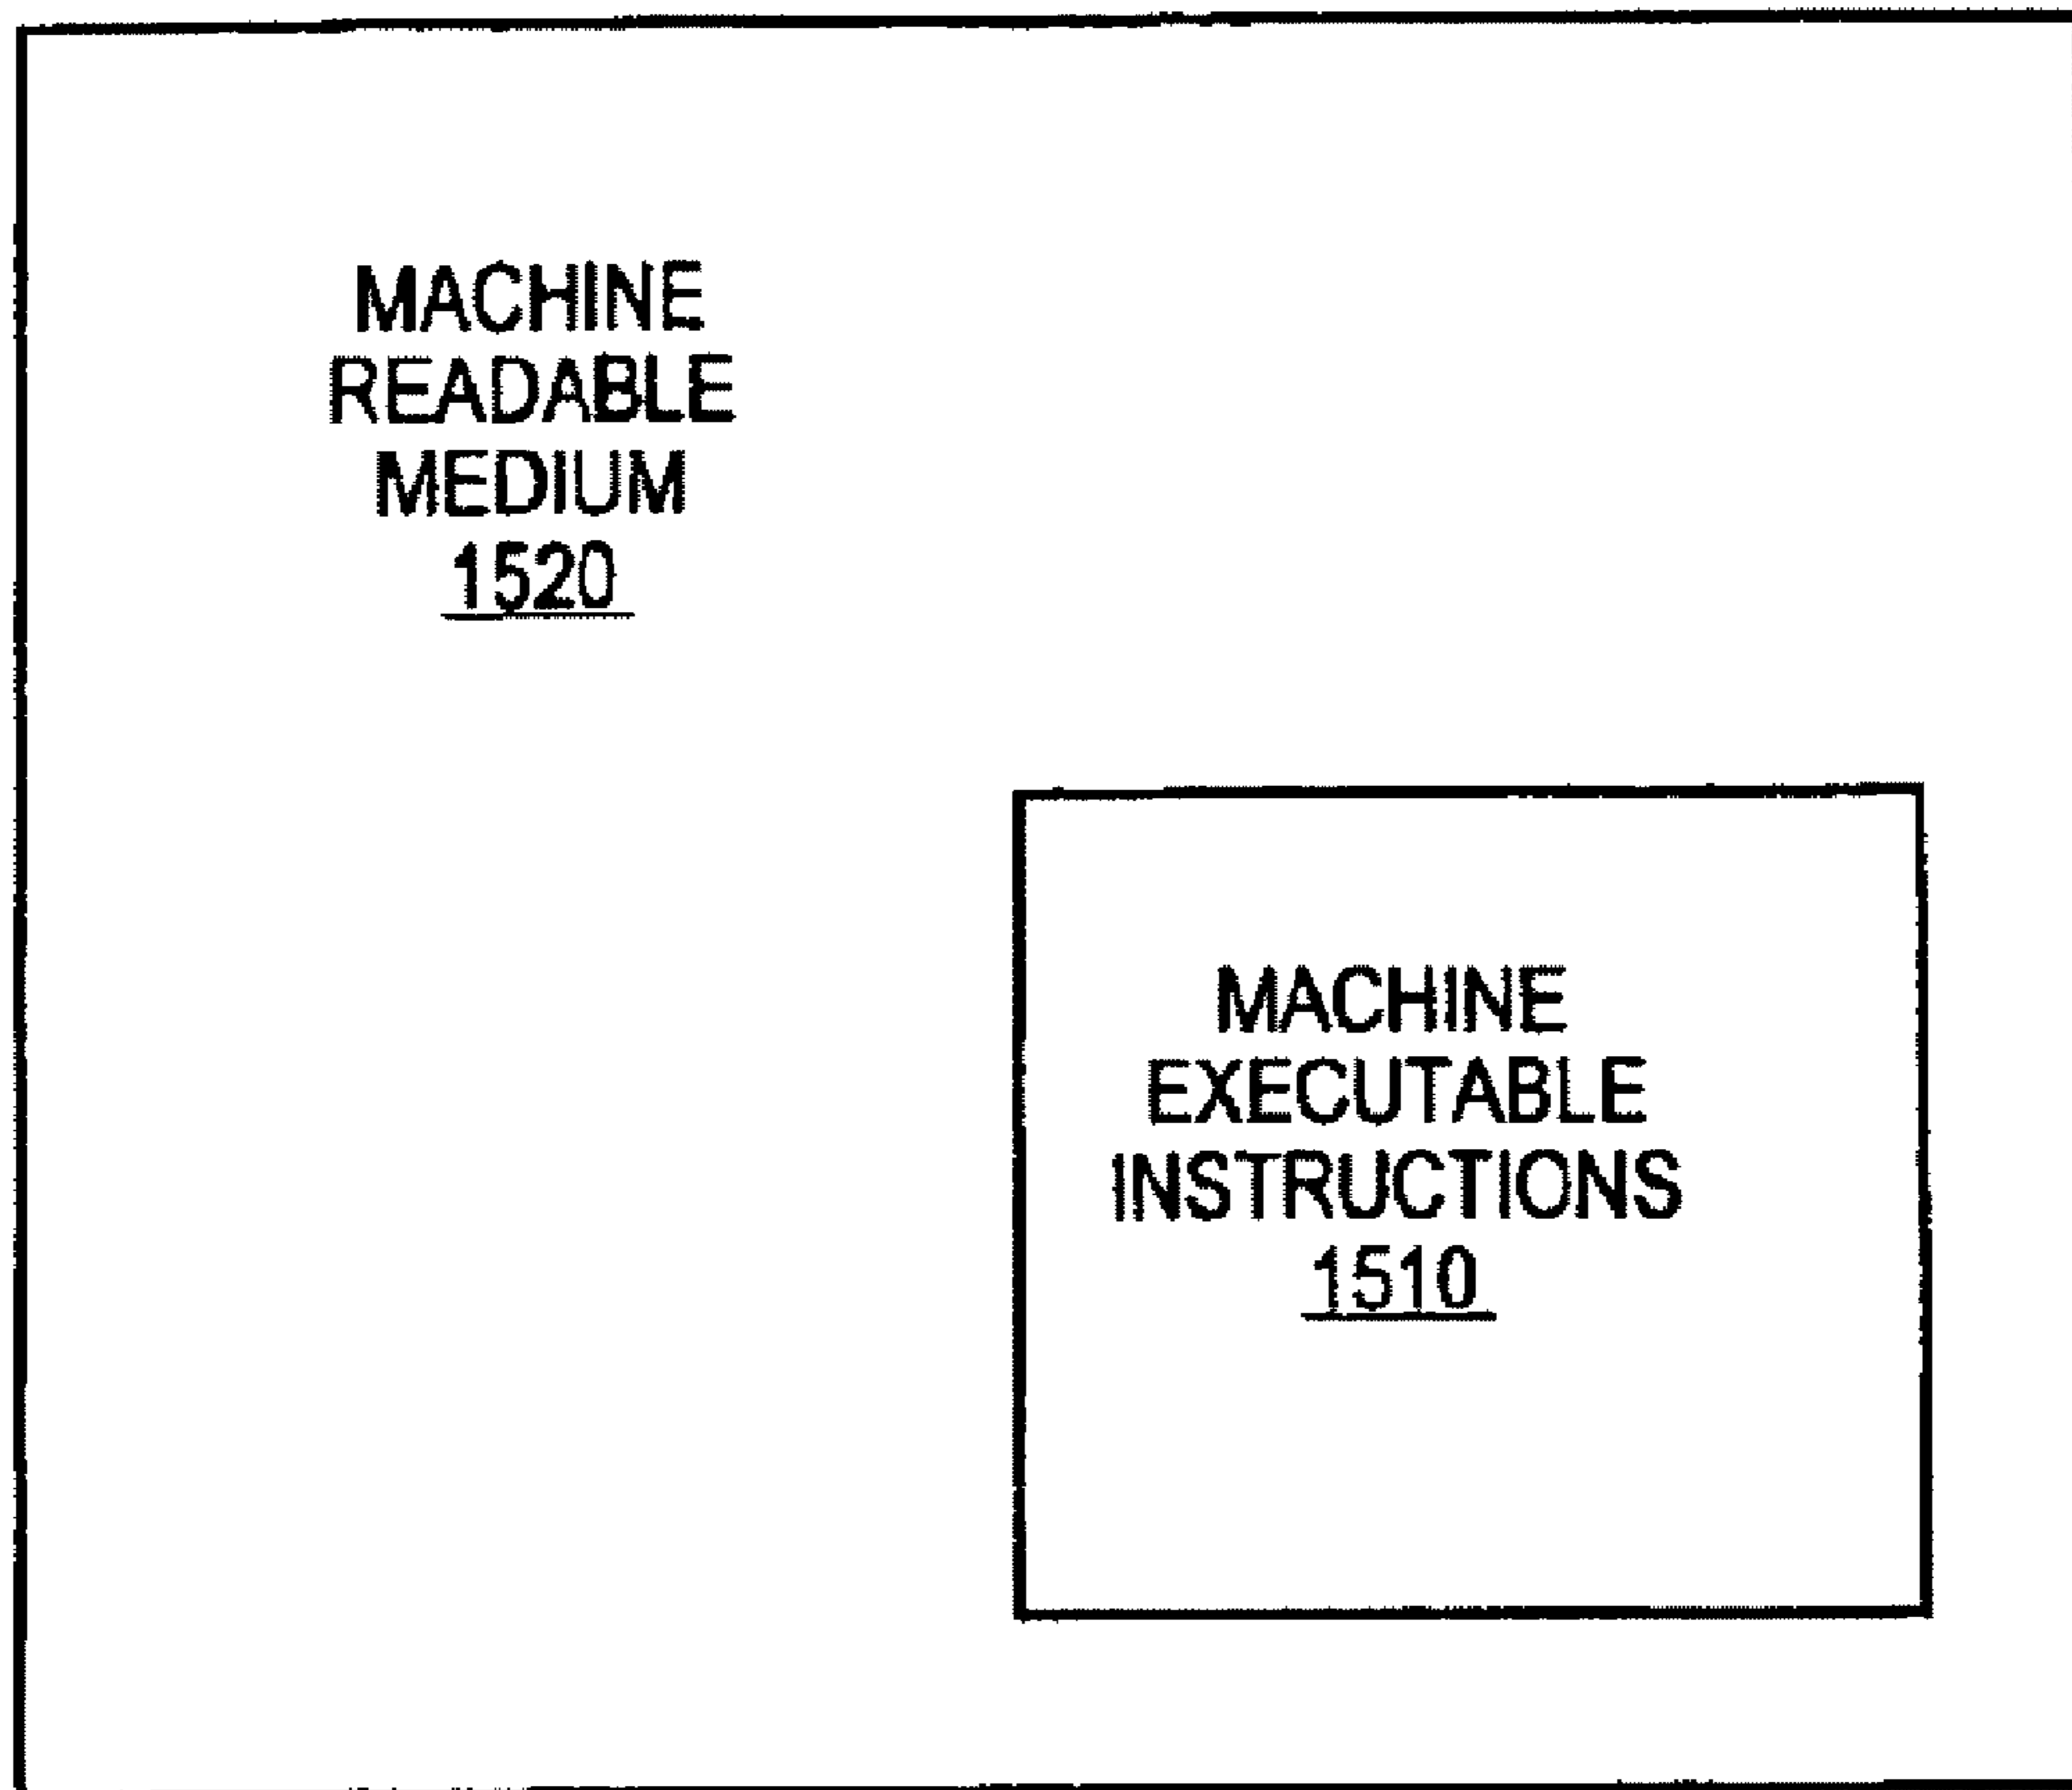 MACHINE
READABLE
MEDIUM
1520
MACHINE
EXECUTABLE
INSTRUCTIONS
1510